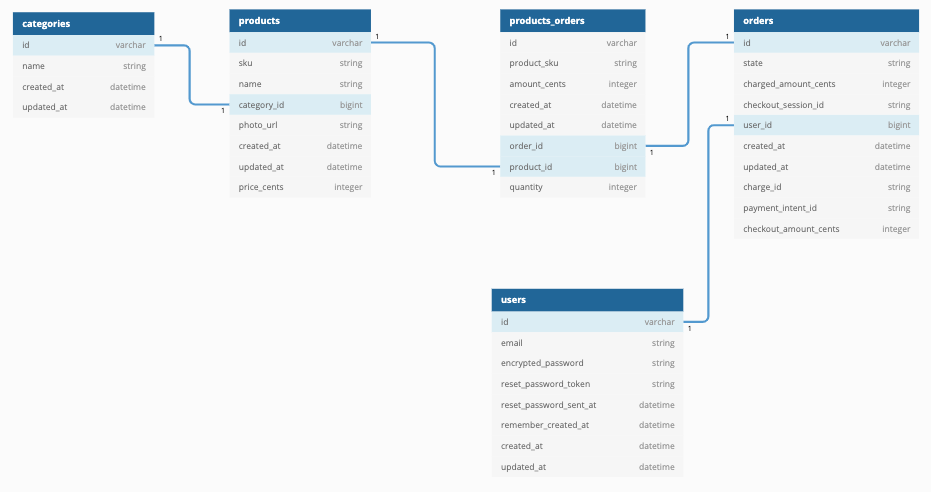 categories
id varchar
name string
created_at datetime
updated_at datetime
1
1
products
id varchar
sku string
name string
category_id bigint
photo_url string
created_at datetime
updated_at datetime
price_cents integer
1
1
products_orders
id varchar
product_sku string
amount_cents integer
created_at datetime
updated_at datetime
order_id bigint
product_id bigint
quantity integer
1
1
orders
id varchar
state string
charged_amount_cents integer
checkout_session_id string
user_id bigint
created_at datetime
updated_at datetime
charge_id string
payment_intent_id string
checkout_amount_cents integer
1
1
users
id varchar
email string
encrypted_password string
reset_password_token string
reset_password_sent_at datetime
remember_created_at datetime
created_at datetime
updated_at datetime